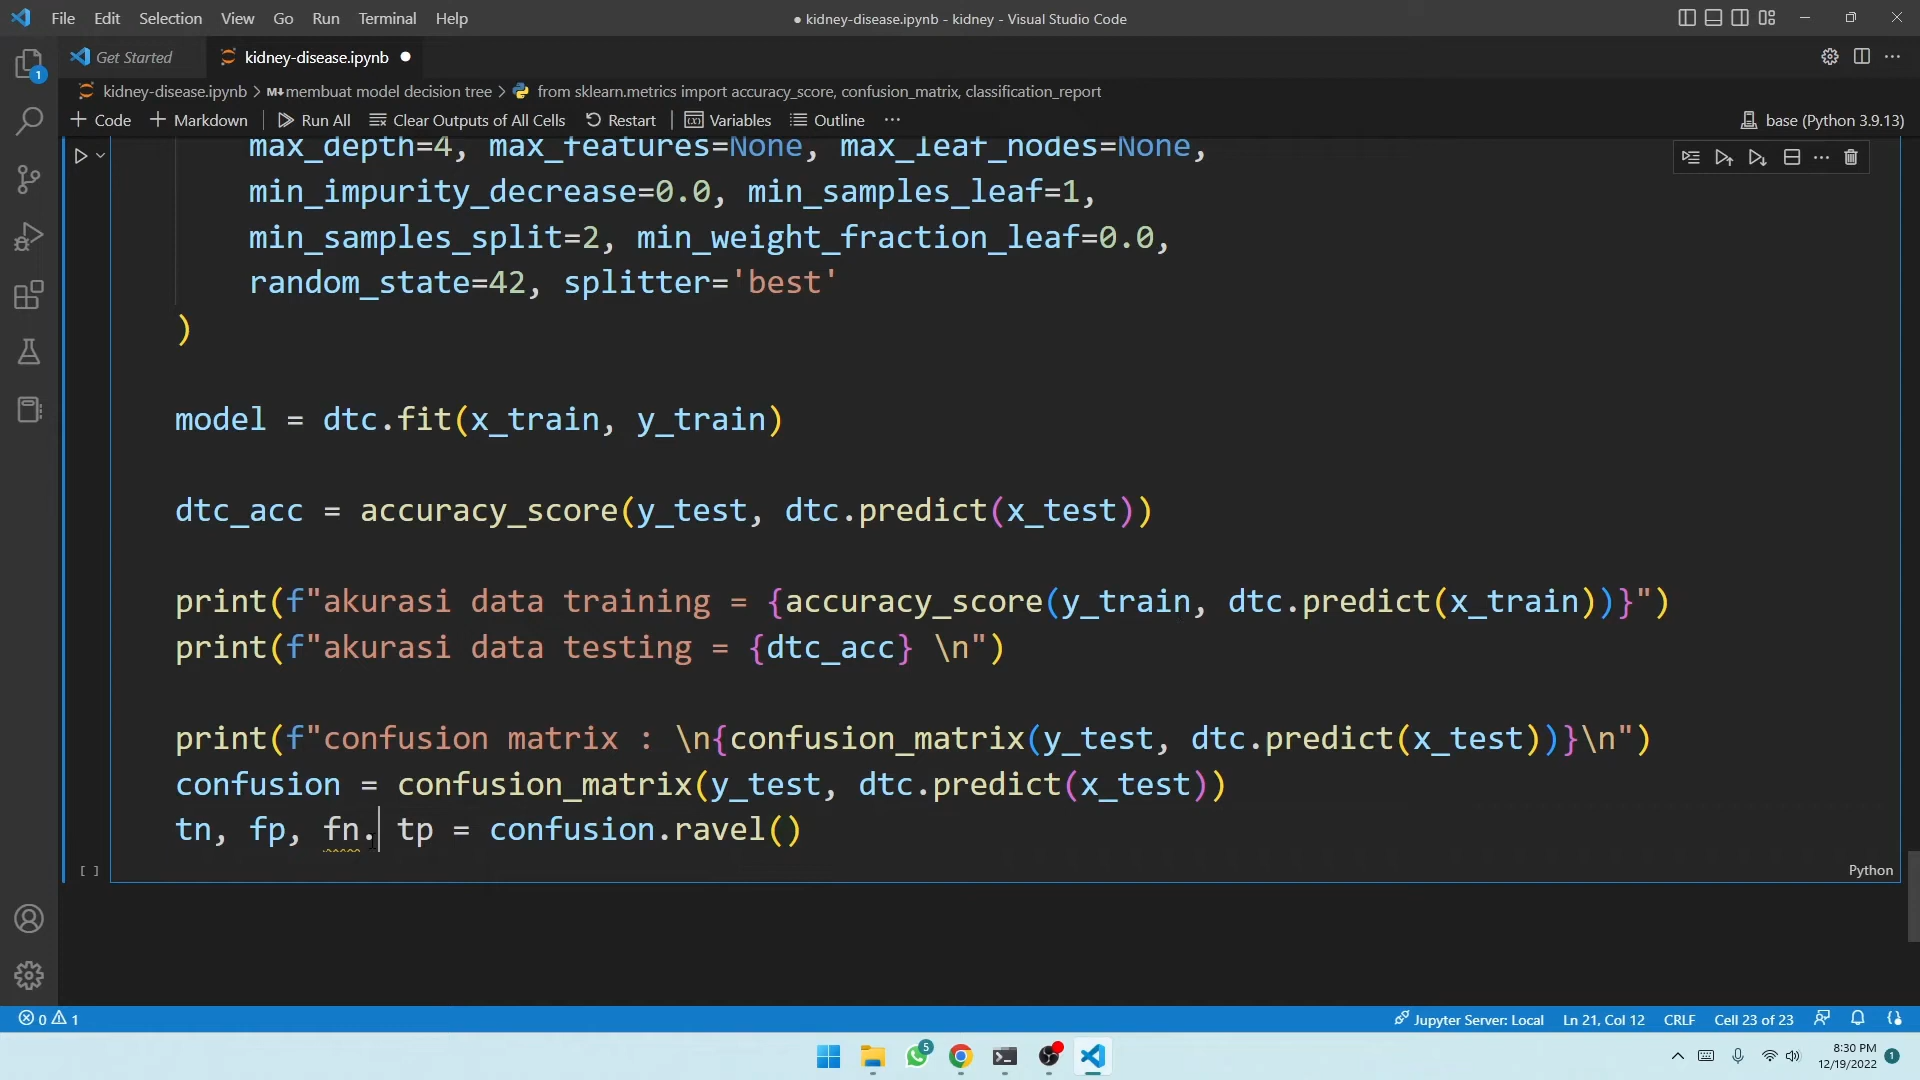 File Edit Selection View Go Run Terminal Help
● kidney-disease.ipynb - kidney - Visual Studio Code
1
Get Started
kidney-disease.ipynb ●
kidney-disease.ipynb > M↓membuat model decision tree > from sklearn.metrics import accuracy_score, confusion_matrix, classification_report
+ Code + Markdown Run All Clear Outputs of All Cells Restart Variables Outline ... base (Python 3.9.13)
max_depth=4, max_features=None, max_leaf_nodes=None,
min_impurity_decrease=0.0, min_samples_leaf=1,
min_samples_split=2, min_weight_fraction_leaf=0.0,
random_state=42, splitter='best'
)
model = dtc.fit(x_train, y_train)
dtc_acc = accuracy_score(y_test, dtc.predict(x_test))
print(f"akurasi data training = {accuracy_score(y_train, dtc.predict(x_train))}")
print(f"akurasi data testing = {dtc_acc} \n")
print(f"confusion matrix : \n{confusion_matrix(y_test, dtc.predict(x_test))}\n")
confusion = confusion_matrix(y_test, dtc.predict(x_test))
tn, fp, fn. tp = confusion.ravel()
[ ] Python
0 1 Jupyter Server: Local Ln 21, Col 12 CRLF Cell 23 of 23
5
8:30 PM
12/19/2022 1